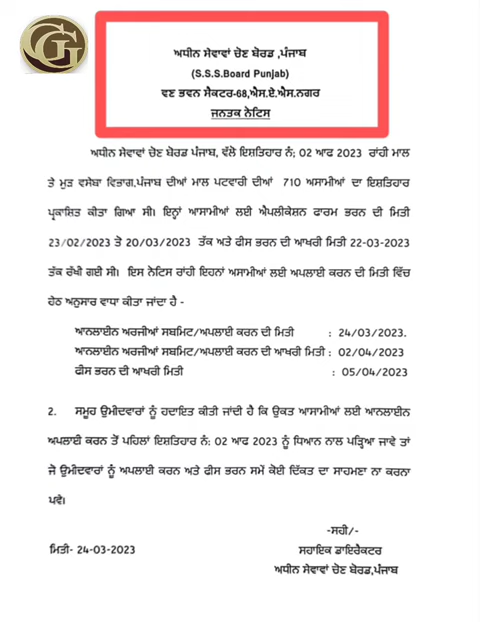 GG
ਅਧੀਨ ਸੇਵਾਵਾਂ ਚੋਣ ਬੋਰਡ ,ਪੰਜਾਬ
(S.S.S.Board Punjab)
ਵਣ ਭਵਨ ਸੈਕਟਰ-68,ਐਸ.ਏ.ਐਸ.ਨਗਰ
ਜਨਤਕ ਨੋਟਿਸ
ਅਧੀਨ ਸੇਵਾਵਾਂ ਚੋਣ ਬੋਰਡ ਪੰਜਾਬ, ਵੱਲੋ ਇਸ਼ਤਿਹਾਰ ਨੰ; 02 ਆਫ 2023 ਰਾਂਹੀ ਮਾਲ
ਤੇ ਮੁੜ ਵਸੇਬਾ ਵਿਭਾਗ,ਪੰਜਾਬ ਦੀਆਂ ਮਾਲ ਪਟਵਾਰੀ ਦੀਆਂ 710 ਅਸਾਮੀਆਂ ਦਾ ਇਸ਼ਤਿਹਾਰ
ਪ੍ਰਕਾਸ਼ਿਤ ਕੀਤਾ ਗਿਆ ਸੀ। ਇਨ੍ਹਾਂ ਆਸਾਮੀਆਂ ਲਈ ਐਪਲੀਕੇਸ਼ਨ ਫਾਰਮ ਭਰਨ ਦੀ ਮਿਤੀ
23/02/2023 ਤੋਂ 20/03/2023 ਤੱਕ ਅਤੇ ਫੀਸ ਭਰਨ ਦੀ ਆਖਰੀ ਮਿਤੀ 22-03-2023
ਤੱਕ ਰੱਖੀ ਗਈ ਸੀ। ਇਸ ਨੋਟਿਸ ਰਾਂਹੀ ਇਹਨਾਂ ਅਸਾਮੀਆਂ ਲਈ ਅਪਲਾਈ ਕਰਨ ਦੀ ਮਿਤੀ ਵਿੱਚ
ਹੇਠ ਅਨੁਸਾਰ ਵਾਧਾ ਕੀਤਾ ਜਾਂਦਾ ਹੈ -
ਆਨਲਾਈਨ ਅਰਜੀਆਂ ਸਬਮਿਟ/ਅਪਲਾਈ ਕਰਨ ਦੀ ਮਿਤੀ : 24/03/2023.
ਆਨਲਾਈਨ ਅਰਜੀਆਂ ਸਬਮਿਟ/ਅਪਲਾਈ ਕਰਨ ਦੀ ਆਖਰੀ ਮਿਤੀ : 02/04/2023
ਫੀਸ ਭਰਨ ਦੀ ਆਖਰੀ ਮਿਤੀ : 05/04/2023
2. ਸਮੂਹ ਉਮੀਦਵਾਰਾਂ ਨੂੰ ਹਦਾਇਤ ਕੀਤੀ ਜਾਂਦੀ ਹੈ ਕਿ ਉਕਤ ਆਸਾਮੀਆਂ ਲਈ ਆਨਲਾਈਨ
ਅਪਲਾਈ ਕਰਨ ਤੋਂ ਪਹਿਲਾਂ ਇਸ਼ਤਿਹਾਰ ਨੰ; 02 ਆਫ 2023 ਨੂੰ ਧਿਆਨ ਨਾਲ ਪੜ੍ਹਿਆ ਜਾਵੇ ਤਾਂ
ਜੋ ਉਮੀਦਵਾਰਾਂ ਨੂੰ ਅਪਲਾਈ ਕਰਨ ਅਤੇ ਫੀਸ ਭਰਨ ਸਮੇਂ ਕੋਈ ਦਿੱਕਤ ਦਾ ਸਾਹਮਣਾ ਨਾ ਕਰਨਾ
ਪਵੇ।
-ਸਹੀ/-
ਮਿਤੀ- 24-03-2023 ਸਹਾਇਕ ਡਾਇਰੈਕਟਰ
ਅਧੀਨ ਸੇਵਾਵਾਂ ਚੋਣ ਬੋਰਡ,ਪੰਜਾਬ